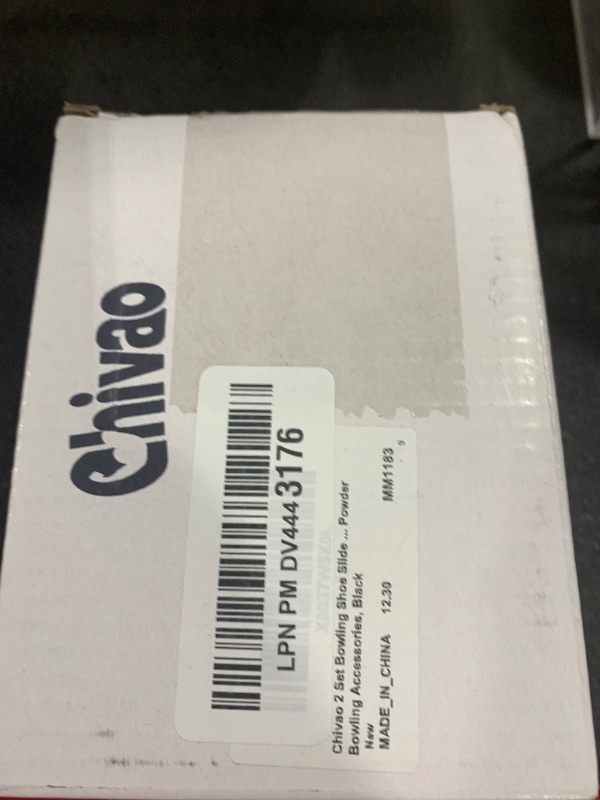 Chivao
LPN PM DV4443176
Chivao 2 Set Bowling Shoe Slide ... Powder
Bowling Accessories, Black
New
MADE_IN_CHINA 12.30 MM1183
9